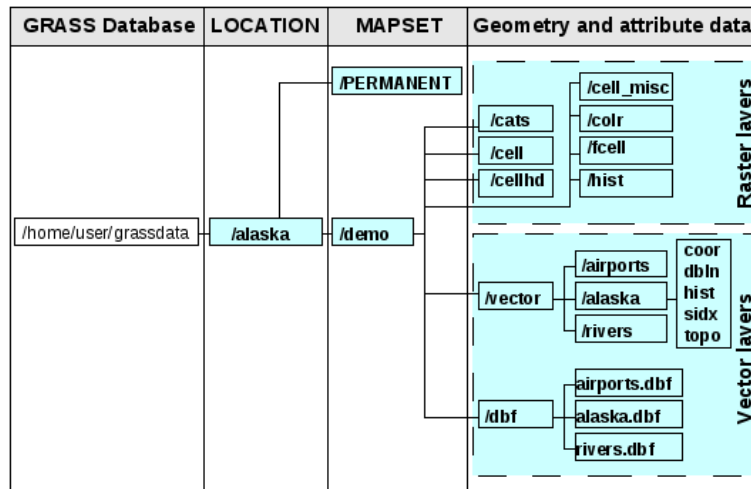 GRASS Database LOCATION MAPSET Geometry and attribute data
/PERMANENT
/cell_misc
/cats
/colr
/cell
/fcell
/cellhd
/hist
Raster layers
/home/user/grassdata
/alaska
/demo
/vector
/airports
/alaska
/rivers
coor
dbln
hist
sidx
topo
/dbf
airports.dbf
alaska.dbf
rivers.dbf
Vector layers